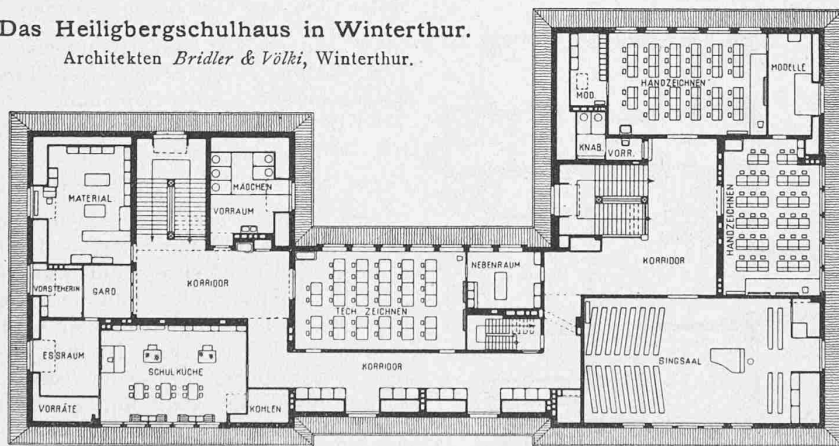 Das Heiligbergschulhaus in Winterthur.
Architekten Bridler & Völki, Winterthur.
MOD.
HANDZEICHNEN
MODELLE
KNAB.
VORR.
MATERIAL
MÄDCHEN
VORRAUM
HANDZEICHNEN
VORSTEHERIN
GARD.
KORRIDOR
TECH ZEICHNEN
NEBENRAUM
KORRIDOR
ESSRAUM
SCHULKÜCHE
KORRIDOR
SINGSAAL
VORRÄTE
KOHLEN